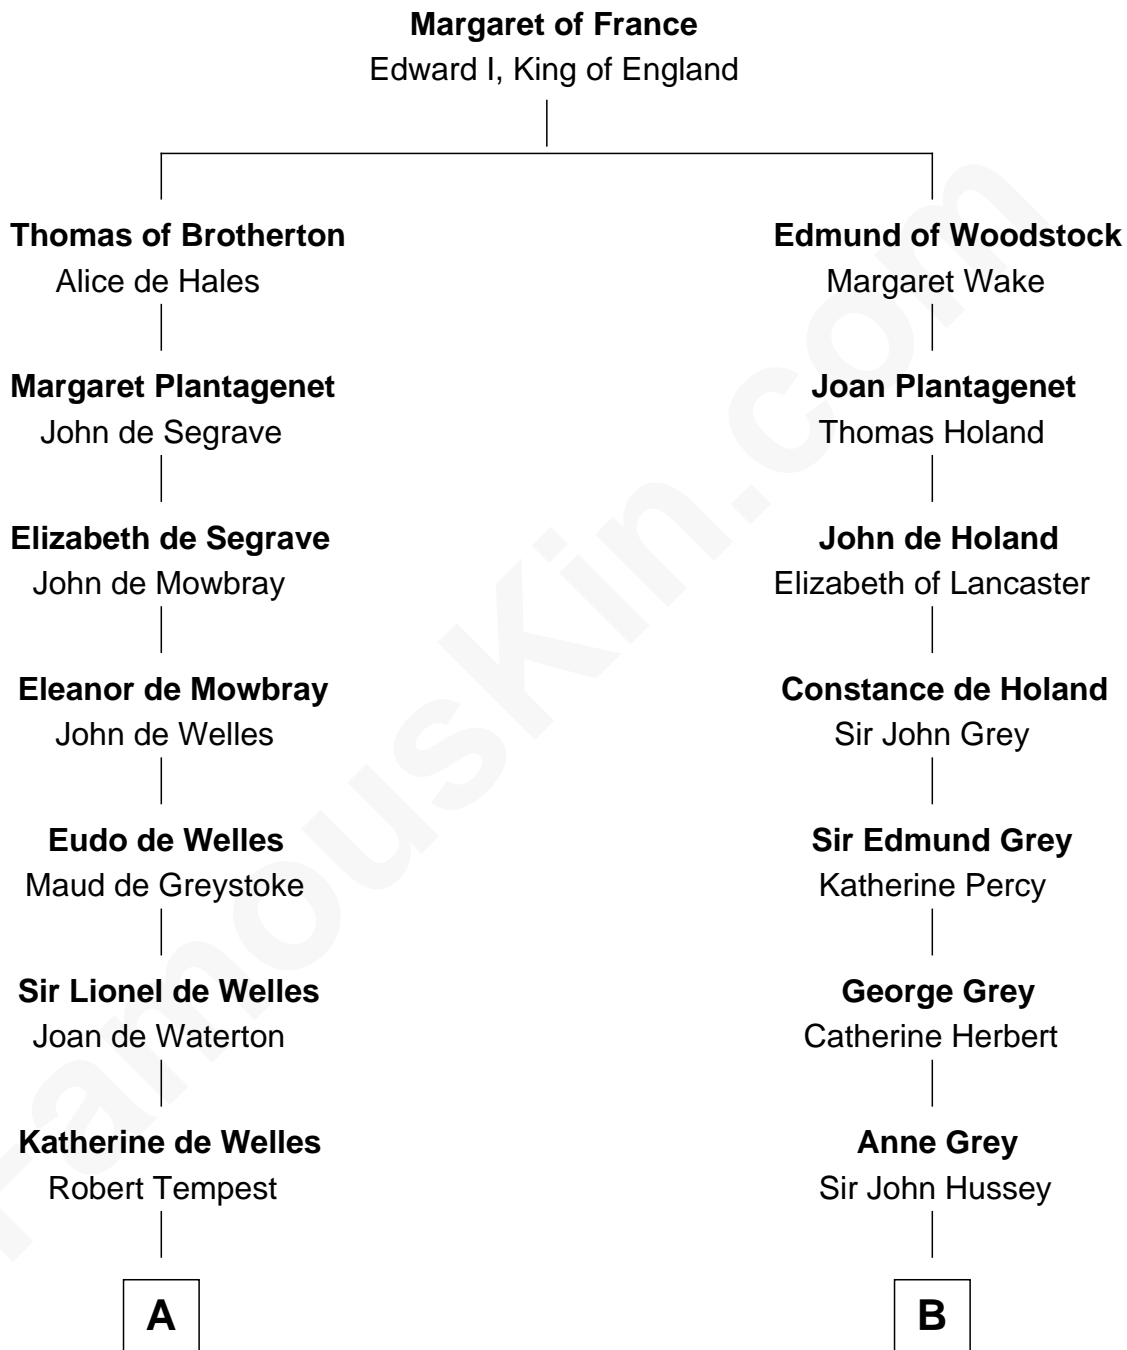 Margaret of France
Edward I, King of England
Thomas of Brotherton
Alice de Hales
Edmund of Woodstock
Margaret Wake
Margaret Plantagenet
John de Segrave
Joan Plantagenet
Thomas Holand
Elizabeth de Segrave
John de Mowbray
John de Holand
Elizabeth of Lancaster
Eleanor de Mowbray
John de Welles
Constance de Holand
Sir John Grey
Eudo de Welles
Maud de Greystoke
Sir Edmund Grey
Katherine Percy
Sir Lionel de Welles
Joan de Waterton
George Grey
Catherine Herbert
Katherine de Welles
Robert Tempest
Anne Grey
Sir John Hussey
A
B
FamousKin.com